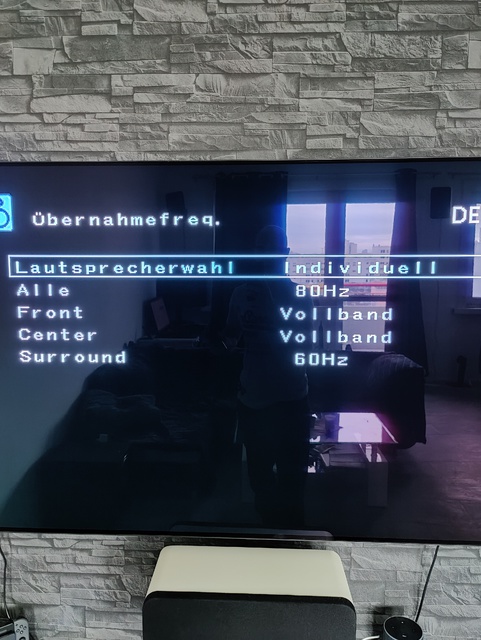 Übernahmefreq.
DE
Lautsprecherwahl Individuell
Alle 80Hz
Front Vollband
Center Vollband
Surround 60Hz